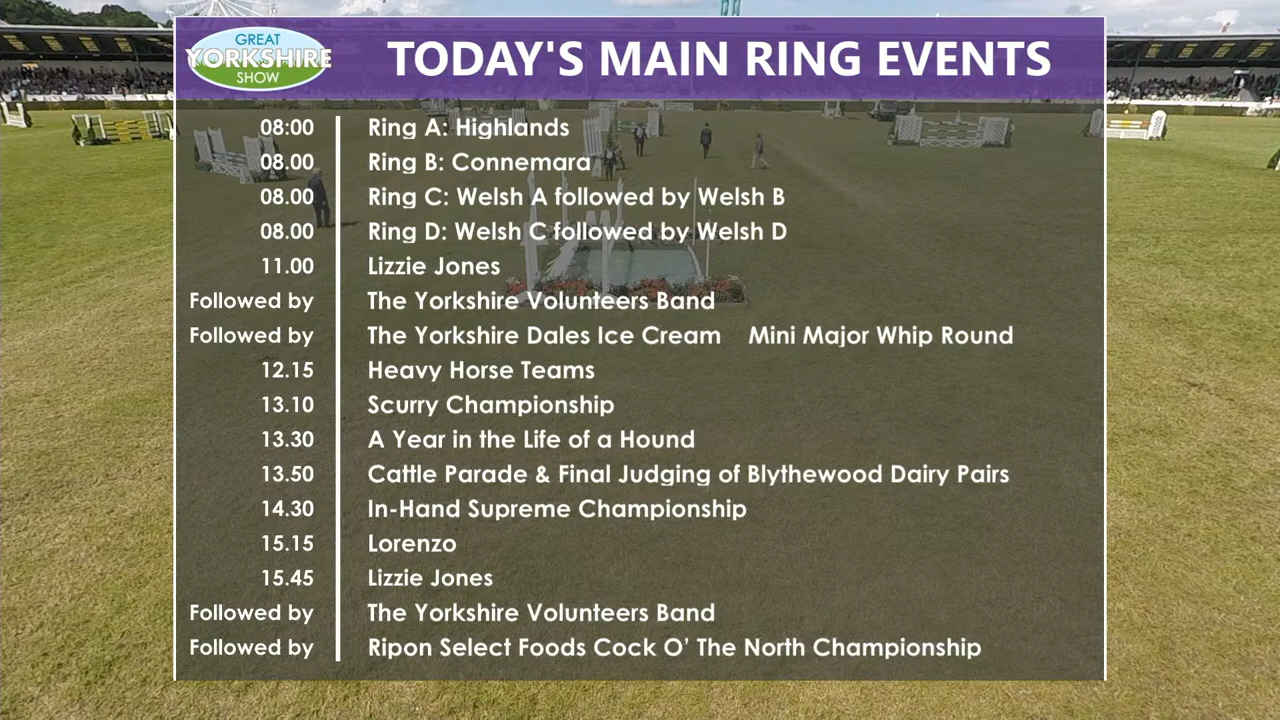 GREAT
YORKSHIRE
SHOW
TODAY'S MAIN RING EVENTS
08:00 Ring A: Highlands
08.00 Ring B: Connemara
08.00 Ring C: Welsh A followed by Welsh B
08.00 Ring D: Welsh C followed by Welsh D
11.00 Lizzie Jones
Followed by The Yorkshire Volunteers Band
Followed by The Yorkshire Dales Ice Cream Mini Major Whip Round
12.15 Heavy Horse Teams
13.10 Scurry Championship
13.30 A Year in the Life of a Hound
13.50 Cattle Parade & Final Judging of Blythewood Dairy Pairs
14.30 In-Hand Supreme Championship
15.15 Lorenzo
15.45 Lizzie Jones
Followed by The Yorkshire Volunteers Band
Followed by Ripon Select Foods Cock O’ The North Championship